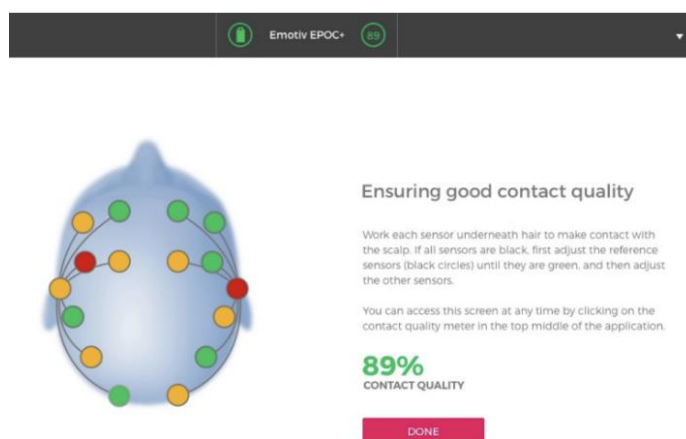 Emotiv EPOC+ 89
Ensuring good contact quality
Work each sensor underneath hair to make contact with
the scalp. If all sensors are black, first adjust the reference
sensors (black circles) until they are green, and then adjust
the other sensors.
You can access this screen at any time by clicking on the
contact quality meter in the top middle of the application.
89%
CONTACT QUALITY
DONE